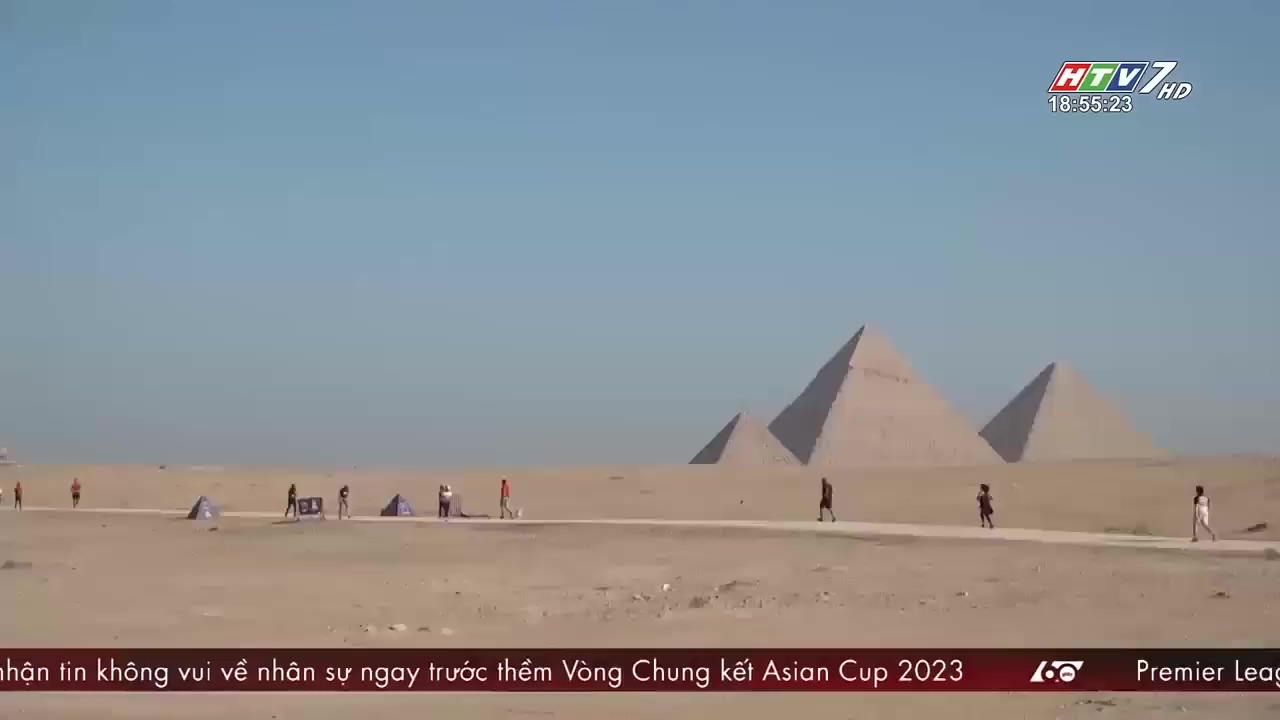 HTV7 HD
18:55:23
nhận tin không vui về nhân sự ngay trước thềm Vòng Chung kết Asian Cup 2023 60 Premier Leag